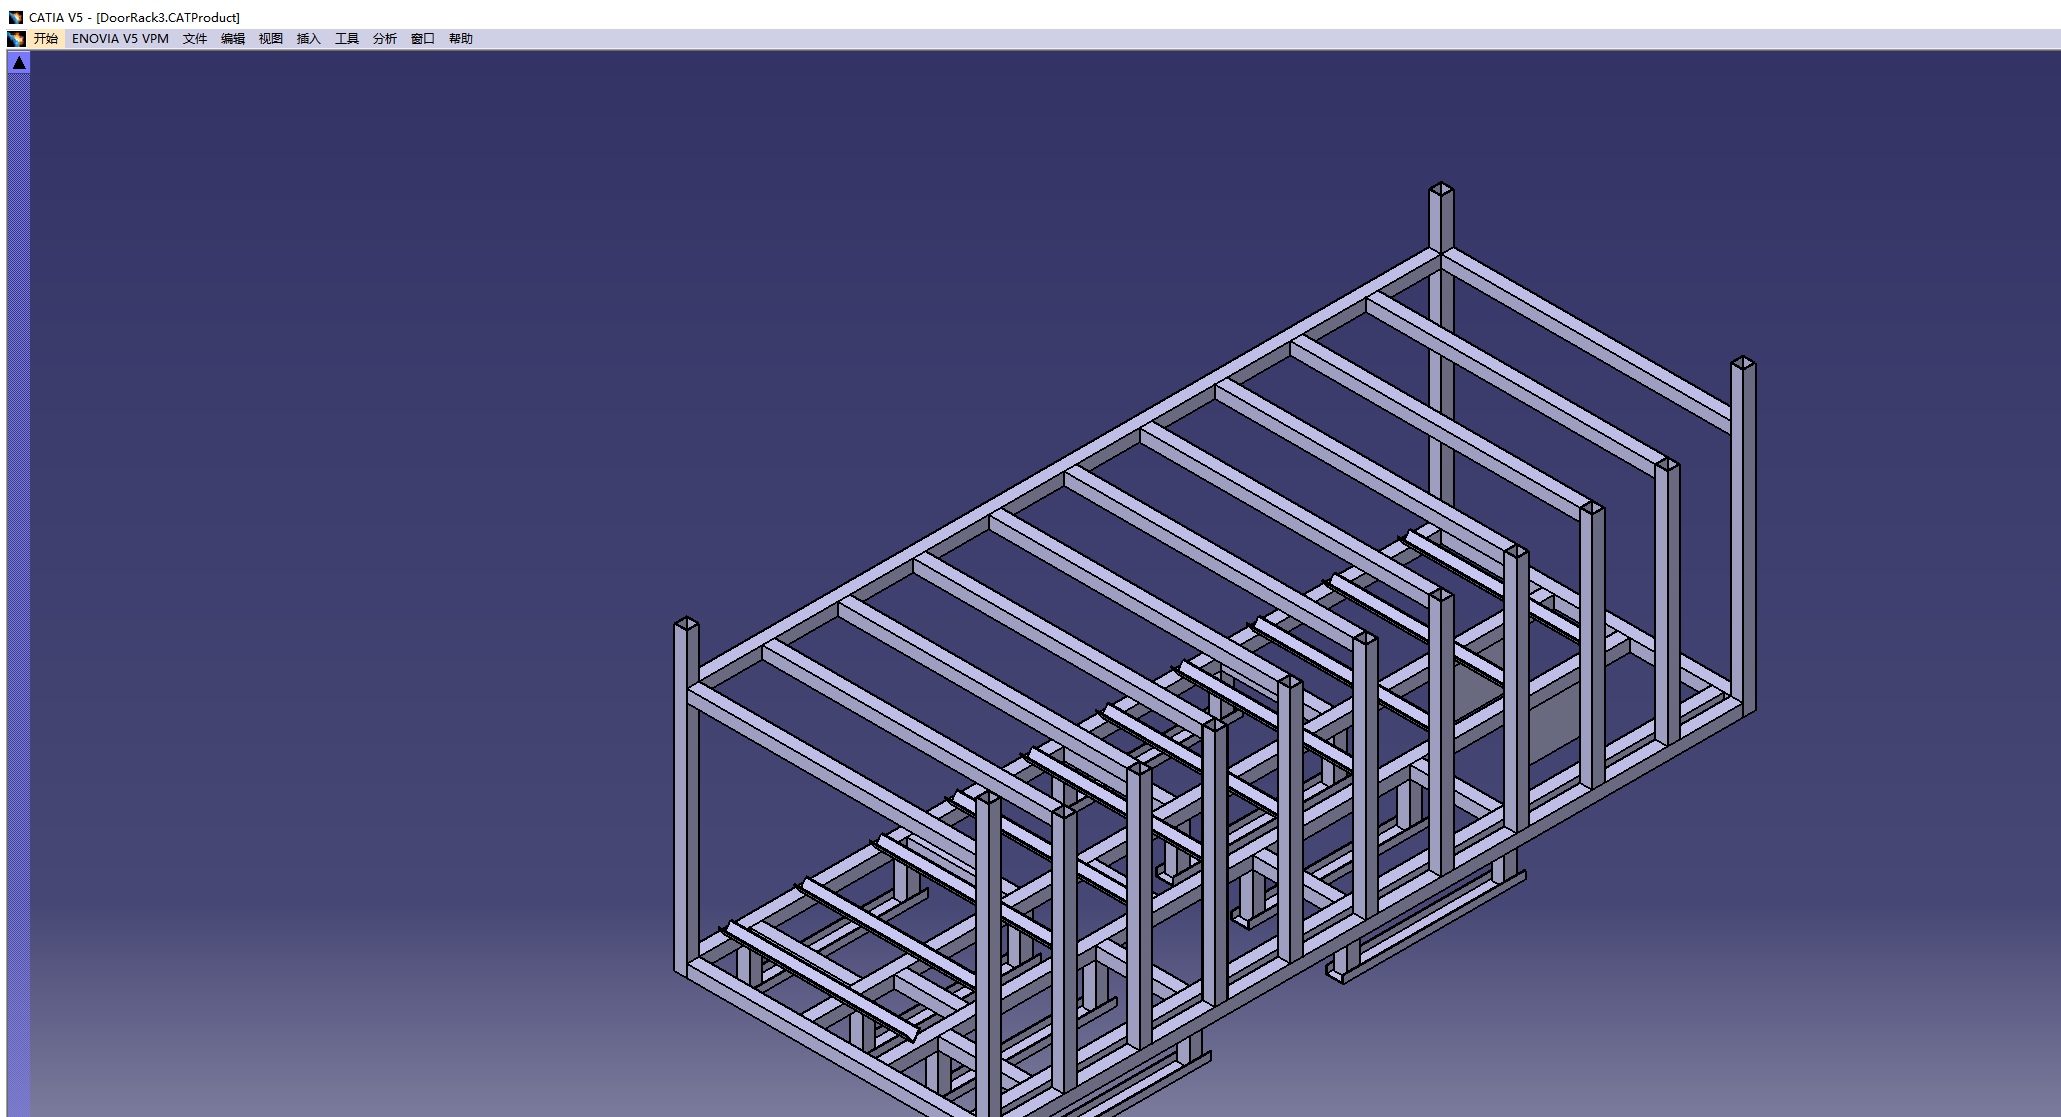 CATIA V5 - [DoorRack3.CATProduct]
开始 ENOVIA V5 VPM 文件 编辑 视图 插入 工具 分析 窗口 帮助